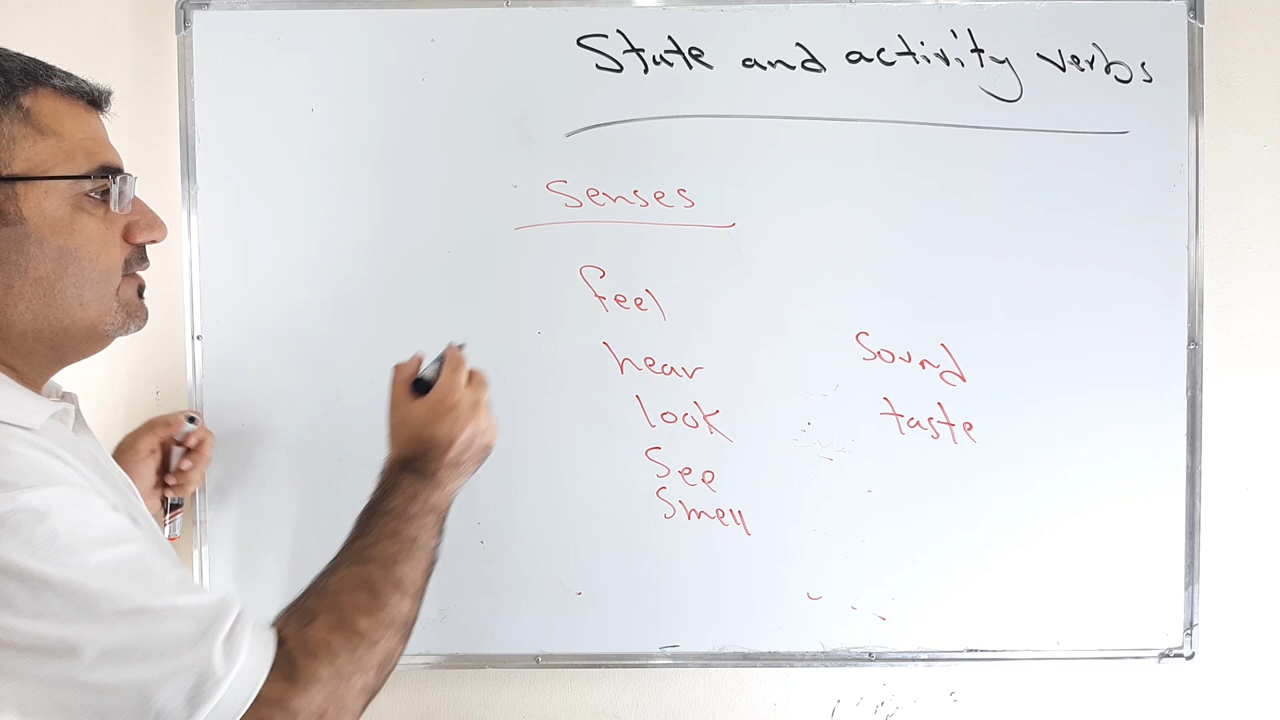 State and activity verbs
Senses
feel
hear
look
See
Smell
Sound
taste